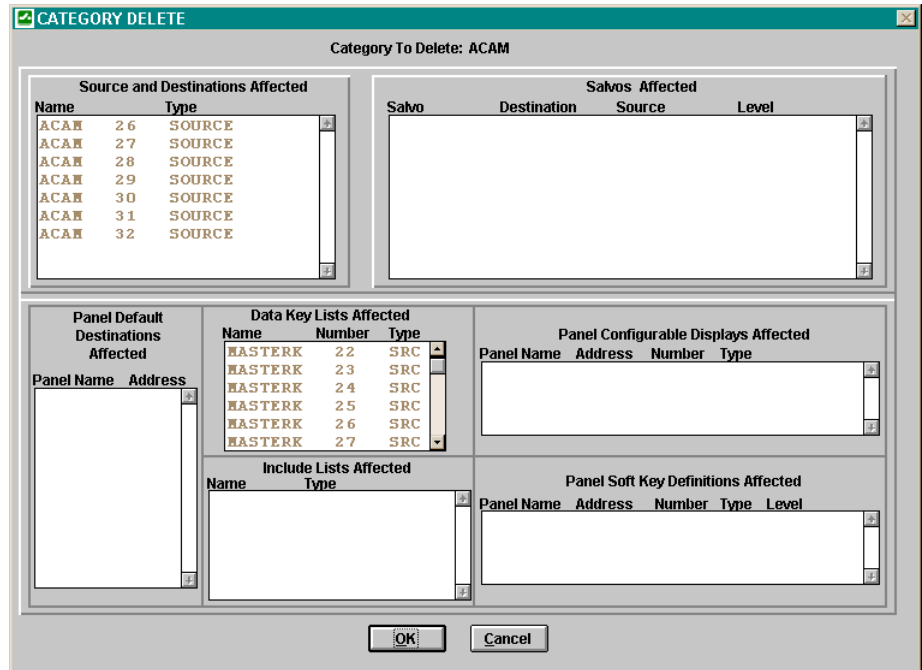 CATEGORY DELETE
Category To Delete: ACAM
Source and Destinations Affected
Name Type
ACAM 26 SOURCE
ACAM 27 SOURCE
ACAM 28 SOURCE
ACAM 29 SOURCE
ACAM 30 SOURCE
ACAM 31 SOURCE
ACAM 32 SOURCE
Salvos Affected
Salvo Destination Source Level
Panel Default
Destinations
Affected
Panel Name Address
Data Key Lists Affected
Name Number Type
MASTERK 22 SRC
MASTERK 23 SRC
MASTERK 24 SRC
MASTERK 25 SRC
MASTERK 26 SRC
MASTERK 27 SRC
Include Lists Affected
Name Type
Panel Configurable Displays Affected
Panel Name Address Number Type
Panel Soft Key Definitions Affected
Panel Name Address Number Type Level
OK Cancel